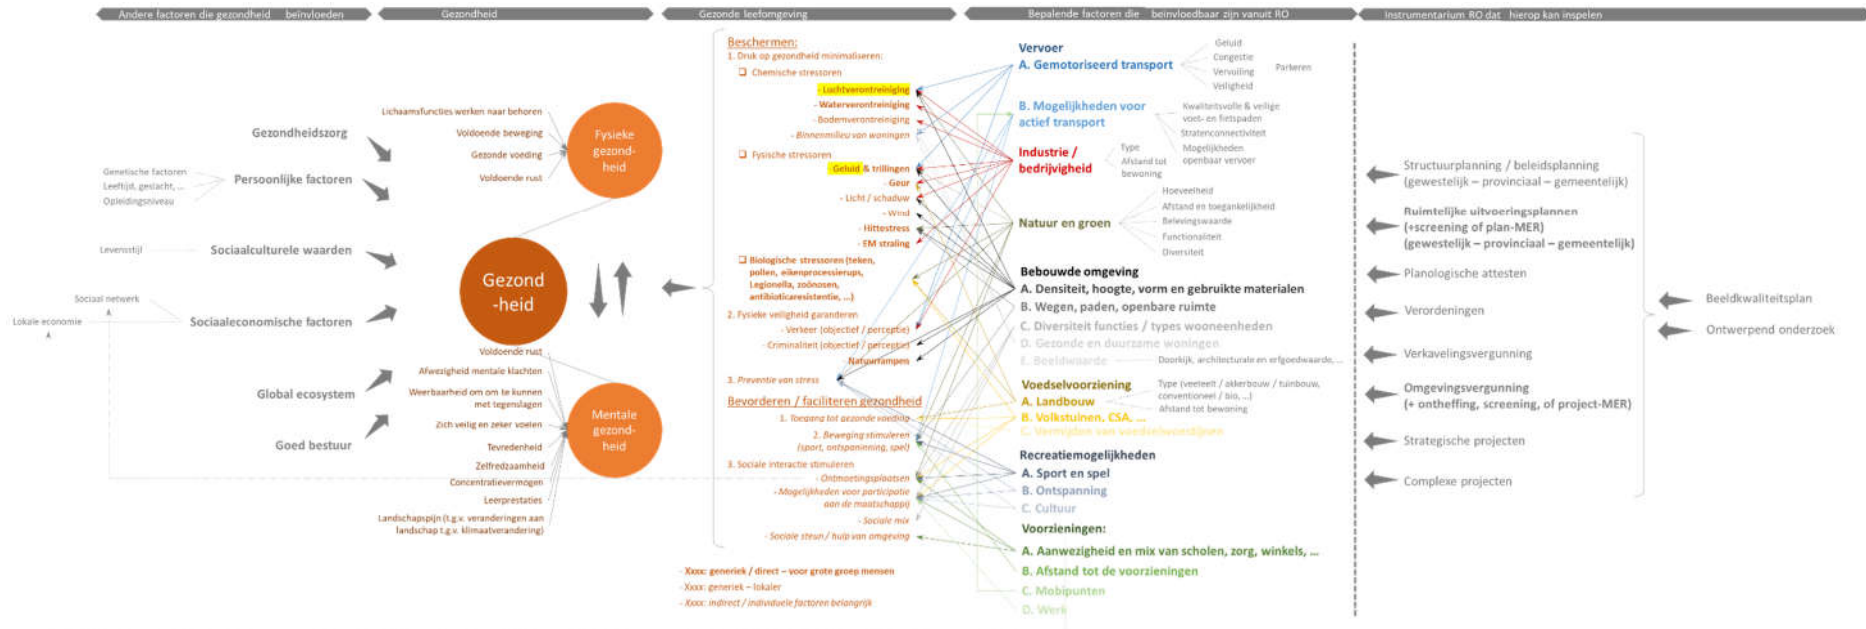 Andere factoren die gezondheid beïnvloeden
Gezondheid
Gezonde leefomgeving
Bepalende factoren die beïnvloedbaar zijn vanuit RO
Instrumentarium RO dat hierop kan inspelen
Gezondheidszorg
Genetische factoren
Leeftijd, geslacht, ...
Opleidingsniveau
Persoonlijke factoren
Levensstijl
Sociaalculturele waarden
Sociaal netwerk
Lokale economie
Sociaaleconomische factoren
Global ecosystem
Goed bestuur
Lichaamsfuncties werken naar behoren
Voldoende beweging
Gezonde voeding
Voldoende rust
Fysieke
gezond-
heid
Gezond
-heid
Voldoende rust
Afwezigheid mentale klachten
Weerbaarheid om om te kunnen
met tegenslagen
Zich veilig en zeker voelen
Tevredenheid
Zelfredzaamheid
Concentratievermogen
Leerprestaties
Landschapspijn (t.g.v. veranderingen aan
landschap t.g.v. klimaatverandering)
Mentale
gezond-
heid
Beschermen:
1. Druk op gezondheid minimaliseren:
❑ Chemische stressoren
- Luchtverontreiniging
- Waterverontreiniging
- Bodemverontreiniging
- Binnenmilieu van woningen
❑ Fysische stressoren
Geluid & trillingen
- Geur
- Licht / schaduw
- Wind
- Hittestress
- EM straling
❑ Biologische stressoren (teken,
pollen, eikenprocessierups,
Legionella, zoönosen,
antibioticaresistentie, ...)
2. Fysieke veiligheid garanderen
- Verkeer (objectief / perceptie)
- Criminaliteit (objectief / perceptie)
- Natuurrampen
3. Preventie van stress
Bevorderen / faciliteren gezondheid
1. Toegang tot gezonde voeding
2. Beweging stimuleren
(sport, ontspanning, spel)
3. Sociale interactie stimuleren
- Ontmoetingsplaatsen
- Mogelijkheden voor participatie
aan de maatschappij
- Sociale mix
- Sociale steun / hulp van omgeving
- Xxxx: generiek / direct – voor grote groep mensen
- Xxxx: generiek – lokaler
- Xxxx: indirect / individuele factoren belangrijk
Vervoer
A. Gemotoriseerd transport
Geluid
Congestie
Vervuiling
Veiligheid
Parkeren
B. Mogelijkheden voor
actief transport
Kwaliteitsvolle & veilige
voet- en fietspaden
Stratenconnectiviteit
Mogelijkheden
openbaar vervoer
Industrie /
bedrijvigheid
Type
Afstand tot
bewoning
Natuur en groen
Hoeveelheid
Afstand en toegankelijkheid
Belevingswaarde
Functionaliteit
Diversiteit
Bebouwde omgeving
A. Densiteit, hoogte, vorm en gebruikte materialen
B. Wegen, paden, openbare ruimte
C. Diversiteit functies / types wooneenheden
D. Gezonde en duurzame woningen
E. Beeldwaarde
Doorkijk, architecturale en erfgoedwaarde, ...
Voedselvoorziening
A. Landbouw
Type (veeteelt / akkerbouw / tuinbouw,
conventioneel / bio, ...)
Afstand tot bewoning
B. Volkstuinen, CSA, ...
C. Vermijden van voedselwoestijnen
Recreatiemogelijkheden
A. Sport en spel
B. Ontspanning
C. Cultuur
Voorzieningen:
A. Aanwezigheid en mix van scholen, zorg, winkels, ...
B. Afstand tot de voorzieningen
C. Mobipunten
D. Werk
Structuurplanning / beleidsplanning
(gewestelijk – provinciaal – gemeentelijk)
Ruimtelijke uitvoeringsplannen
(+screening of plan-MER)
(gewestelijk – provinciaal – gemeentelijk)
Planologische attesten
Verordeningen
Verkavelingsvergunning
Omgevingsvergunning
(+ ontheffing, screening, of project-MER)
Strategische projecten
Complexe projecten
Beeldkwaliteitsplan
Ontwerpend onderzoek